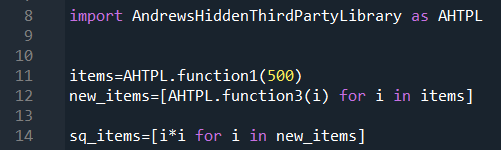 8 import AndrewsHiddenThirdPartyLibrary as AHTPL
9
10
11 items=AHTPL.function1(500)
12 new_items=[AHTPL.function3(i) for i in items]
13
14 sq_items=[i*i for i in new_items]